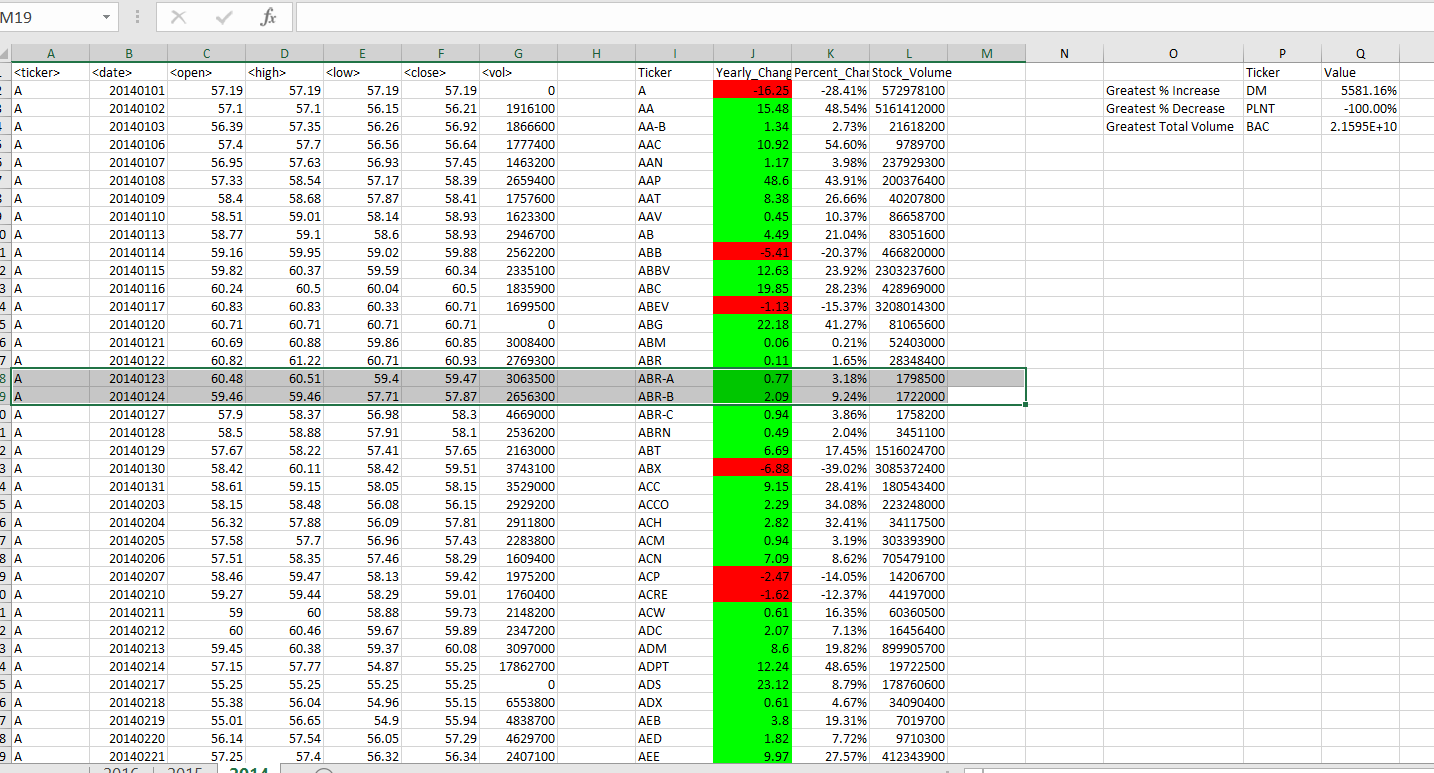 M19 fx
A B C D E F G H I J K L M N O P Q
<ticker> <date> <open> <high> <low> <close> <vol> Ticker Yearly_Chang Percent_Char Stock_Volume Ticker Value
A 20140101 57.19 57.19 57.19 57.19 0 A -16.25 -28.41% 572978100 Greatest % Increase DM 5581.16%
A 20140102 57.1 57.1 56.15 56.21 1916100 AA 15.48 48.54% 5161412000 Greatest % Decrease PLNT -100.00%
A 20140103 56.39 57.35 56.26 56.92 1866600 AA-B 1.34 2.73% 21618200 Greatest Total Volume BAC 2.1595E+10
A 20140106 57.4 57.7 56.56 56.64 1777400 AAC 10.92 54.60% 9789700
A 20140107 56.95 57.63 56.93 57.45 1463200 AAN 1.17 3.98% 237929300
A 20140108 57.33 58.54 57.17 58.39 2659400 AAP 48.6 43.91% 200376400
A 20140109 58.4 58.68 57.87 58.41 1757600 AAT 8.38 26.66% 40207800
A 20140110 58.51 59.01 58.14 58.93 1623300 AAV 0.45 10.37% 86658700
A 20140113 58.77 59.1 58.6 58.93 2946700 AB 4.49 21.04% 83051600
A 20140114 59.16 59.95 59.02 59.88 2562200 ABB -5.41 -20.37% 466820000
A 20140115 59.82 60.37 59.59 60.34 2335100 ABBV 12.63 23.92% 2303237600
A 20140116 60.24 60.5 60.04 60.5 1835900 ABC 19.85 28.23% 428969000
A 20140117 60.83 60.83 60.33 60.71 1699500 ABEV -1.13 -15.37% 3208014300
A 20140120 60.71 60.71 60.71 60.71 0 ABG 22.18 41.27% 81065600
A 20140121 60.69 60.88 59.86 60.85 3008400 ABM 0.06 0.21% 52403000
A 20140122 60.82 61.22 60.71 60.93 2769300 ABR 0.11 1.65% 28348400
A 20140123 60.48 60.51 59.4 59.47 3063500 ABR-A 0.77 3.18% 1798500
A 20140124 59.46 59.46 57.71 57.87 2656300 ABR-B 2.09 9.24% 1722000
A 20140127 57.9 58.37 56.98 58.3 4669000 ABR-C 0.94 3.86% 1758200
A 20140128 58.5 58.88 57.91 58.1 2536200 ABRN 0.49 2.04% 3451100
A 20140129 57.67 58.22 57.41 57.65 2163000 ABT 6.69 17.45% 1516024700
A 20140130 58.42 60.11 58.42 59.51 3743100 ABX -6.88 -39.02% 3085372400
A 20140131 58.61 59.15 58.05 58.15 3529000 ACC 9.15 28.41% 180543400
A 20140203 58.15 58.48 56.08 56.15 2929200 ACCO 2.29 34.08% 223248000
A 20140204 56.32 57.88 56.09 57.81 2911800 ACH 2.82 32.41% 34117500
A 20140205 57.58 57.7 56.96 57.43 2283800 ACM 0.94 3.19% 303393900
A 20140206 57.51 58.35 57.46 58.29 1609400 ACN 7.09 8.62% 705479100
A 20140207 58.46 59.47 58.13 59.42 1975200 ACP -2.47 -14.05% 14206700
A 20140210 59.27 59.44 58.29 59.01 1760400 ACRE -1.62 -12.37% 44197000
A 20140211 59 60 58.88 59.73 2148200 ACW 0.61 16.35% 60360500
A 20140212 60 60.46 59.67 59.89 2347200 ADC 2.07 7.13% 16456400
A 20140213 59.45 60.38 59.37 60.08 3097000 ADM 8.6 19.82% 899905700
A 20140214 57.15 57.77 54.87 55.25 17862700 ADPT 12.24 48.65% 19722500
A 20140217 55.25 55.25 55.25 55.25 0 ADS 23.12 8.79% 178760600
A 20140218 55.38 56.04 54.96 55.15 6553800 ADX 0.61 4.67% 34090400
A 20140219 55.01 56.65 54.9 55.94 4838700 AEB 3.8 19.31% 7019700
A 20140220 56.14 57.54 56.05 57.29 4629700 AED 1.82 7.72% 9710300
A 20140221 57.25 57.4 56.32 56.34 2407100 AEE 9.97 27.57% 412343900
2016 2015 2014